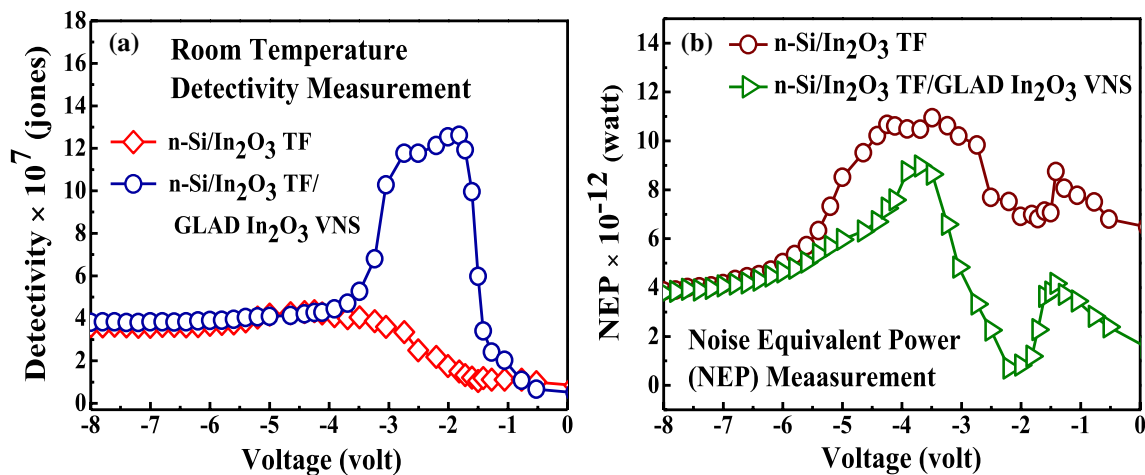 (a)
Room Temperature
Detectivity Measurement
n-Si/In2O3 TF
n-Si/In2O3 TF/
GLAD In2O3 VNS
Detectivity × 10^7 (jones)
18
16
14
12
10
8
6
4
2
0
-8 -7 -6 -5 -4 -3 -2 -1 0
Voltage (volt)
(b)
n-Si/In2O3 TF
n-Si/In2O3 TF/GLAD In2O3 VNS
NEP × 10^-12 (watt)
14
12
10
8
6
4
2
0
Noise Equivalent Power
(NEP) Meaasurement
-8 -7 -6 -5 -4 -3 -2 -1 0
Voltage (volt)